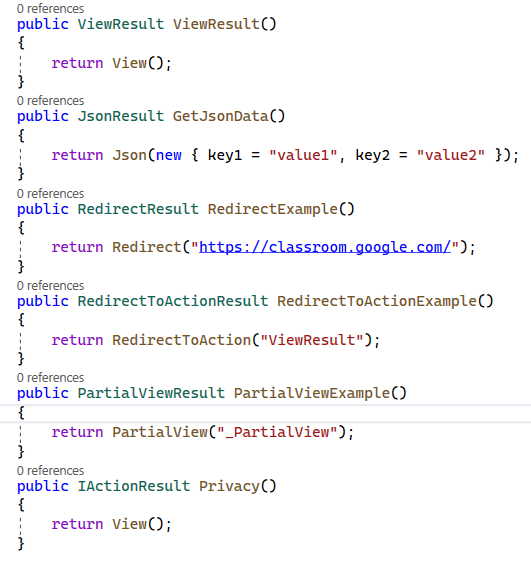 0 references
public ViewResult ViewResult()
{
    return View();
}
0 references
public JsonResult GetJsonData()
{
    return Json(new { key1 = "value1", key2 = "value2" });
}
0 references
public RedirectResult RedirectExample()
{
    return Redirect("https://classroom.google.com/");
}
0 references
public RedirectToActionResult RedirectToActionExample()
{
    return RedirectToAction("ViewResult");
}
0 references
public PartialViewResult PartialViewExample()
{
    return PartialView("_PartialView");
}
0 references
public IActionResult Privacy()
{
    return View();
}